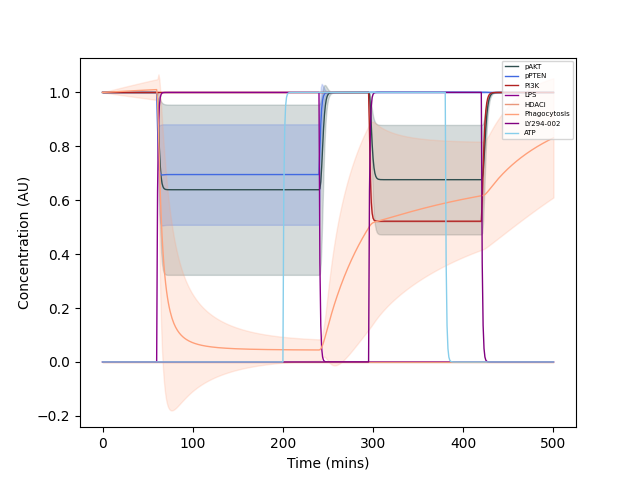 1.0
0.8
0.6
0.4
0.2
0.0
−0.2
Concentration (AU)
0
100
200
300
400
500
Time (mins)
pAKT
pPTEN
PI3K
LPS
HDACi
Phagocytosis
LY294-002
ATP